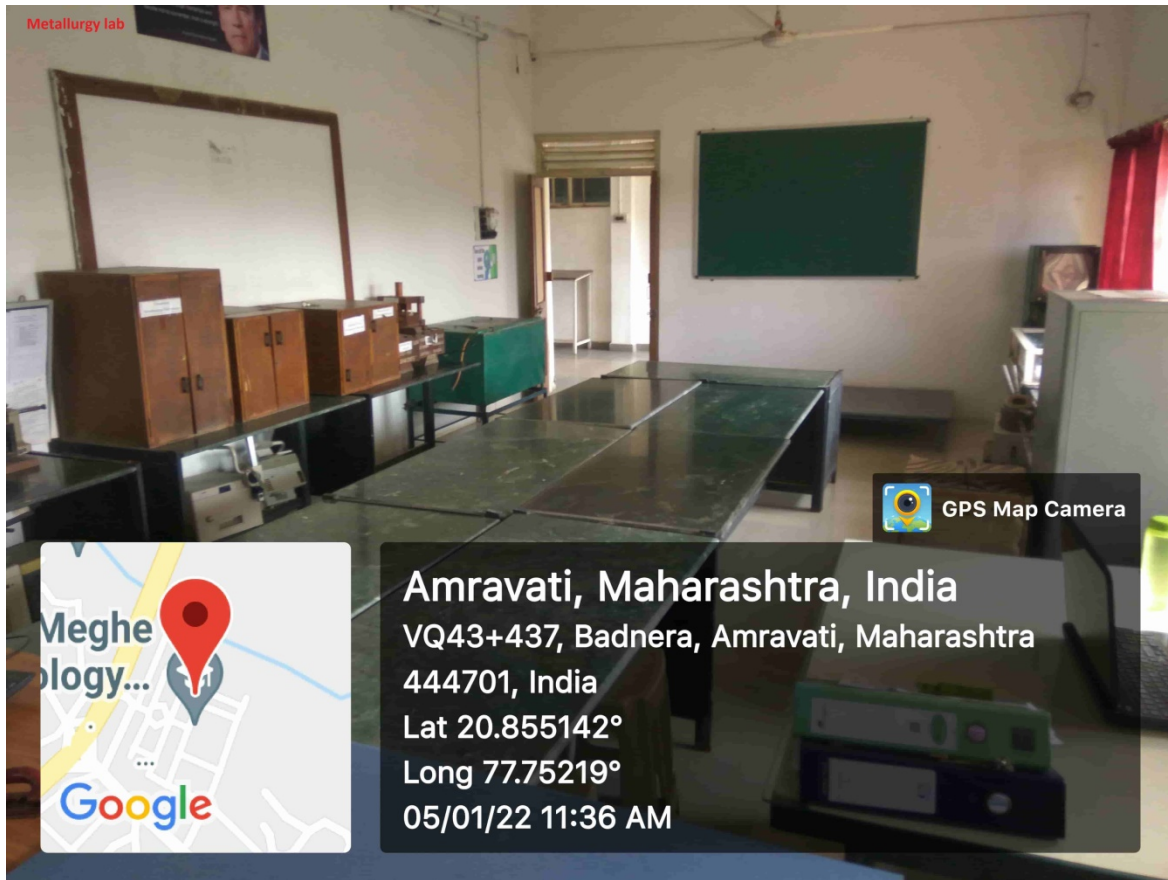 Metallurgy lab
GPS Map Camera
Amravati, Maharashtra, India
VQ43+437, Badnera, Amravati, Maharashtra
444701, India
Lat 20.855142°
Long 77.75219°
05/01/22 11:36 AM
Meghe
ology...
Google